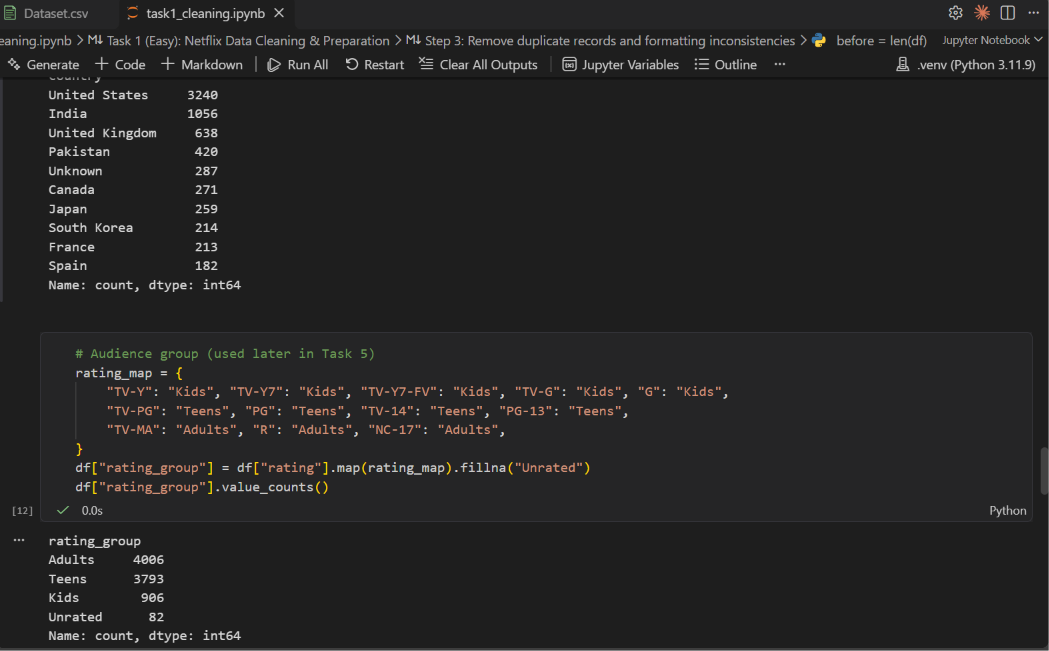 Dataset.csv
task1_cleaning.ipynb
eaning.ipynb > M↓ Task 1 (Easy): Netflix Data Cleaning & Preparation > M↓ Step 3: Remove duplicate records and formatting inconsistencies > before = len(df)
Jupyter Notebook
Generate + Code + Markdown | Run All Restart Clear All Outputs | Jupyter Variables Outline ...
.venv (Python 3.11.9)
country
United States 3240
India 1056
United Kingdom 638
Pakistan 420
Unknown 287
Canada 271
Japan 259
South Korea 214
France 213
Spain 182
Name: count, dtype: int64
# Audience group (used later in Task 5)
rating_map = {
"TV-Y": "Kids", "TV-Y7": "Kids", "TV-Y7-FV": "Kids", "TV-G": "Kids", "G": "Kids",
"TV-PG": "Teens", "PG": "Teens", "TV-14": "Teens", "PG-13": "Teens",
"TV-MA": "Adults", "R": "Adults", "NC-17": "Adults",
}
df["rating_group"] = df["rating"].map(rating_map).fillna("Unrated")
df["rating_group"].value_counts()
[12] 0.0s
Python
... rating_group
Adults 4006
Teens 3793
Kids 906
Unrated 82
Name: count, dtype: int64